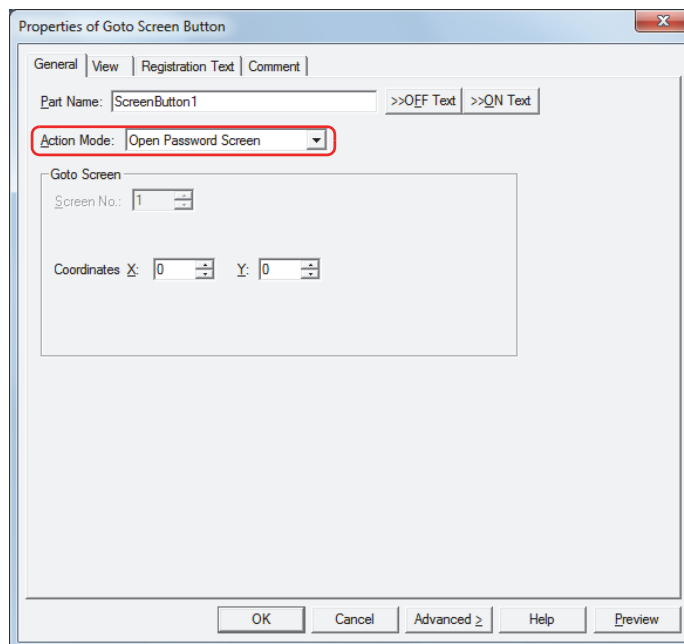 Properties of Goto Screen Button
General View Registration Text Comment
Part Name: ScreenButton1 >>OFF Text >>ON Text
Action Mode: Open Password Screen
Goto Screen
Screen No.: 1
Coordinates X: 0 Y: 0
OK Cancel Advanced > Help Preview